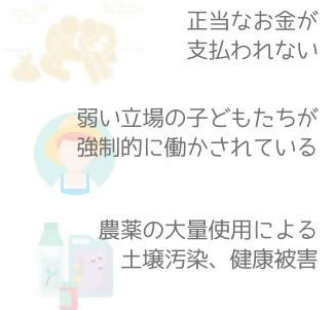 正当なお金が
支払われない
弱い立場の子どもたちが
強制的に働かされている
農薬の大量使用による
土壌汚染、健康被害